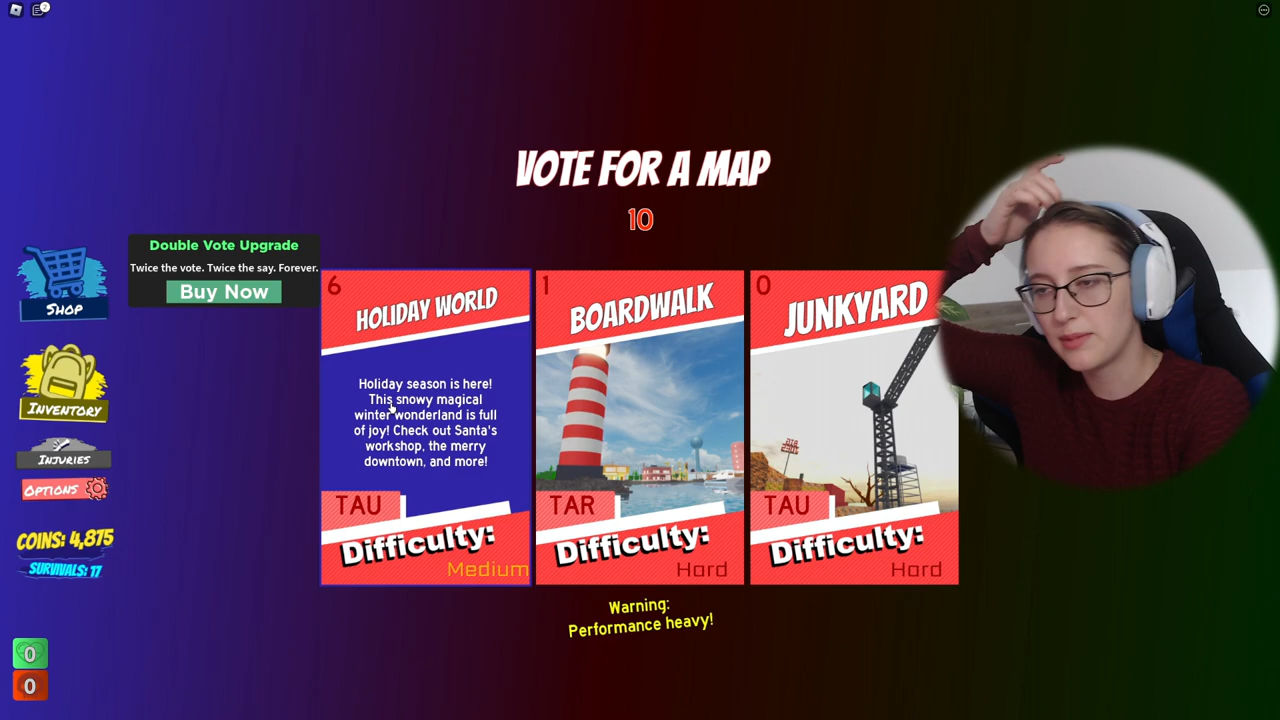 2
VOTE FOR A MAP
10
Double Vote Upgrade
Twice the vote. Twice the say. Forever.
Buy Now
SHOP
INVENTORY
INJURIES
OPTIONS
COINS: 4,875
SURVIVALS: 17
0
0
6
HOLIDAY WORLD
Holiday season is here!
This snowy magical
winter wonderland is full
of joy! Check out Santa's
workshop, the merry
downtown, and more!
TAU
Difficulty:
Medium
1
BOARDWALK
TAR
Difficulty:
Hard
0
JUNKYARD
TAU
Difficulty:
Hard
Warning:
Performance heavy!